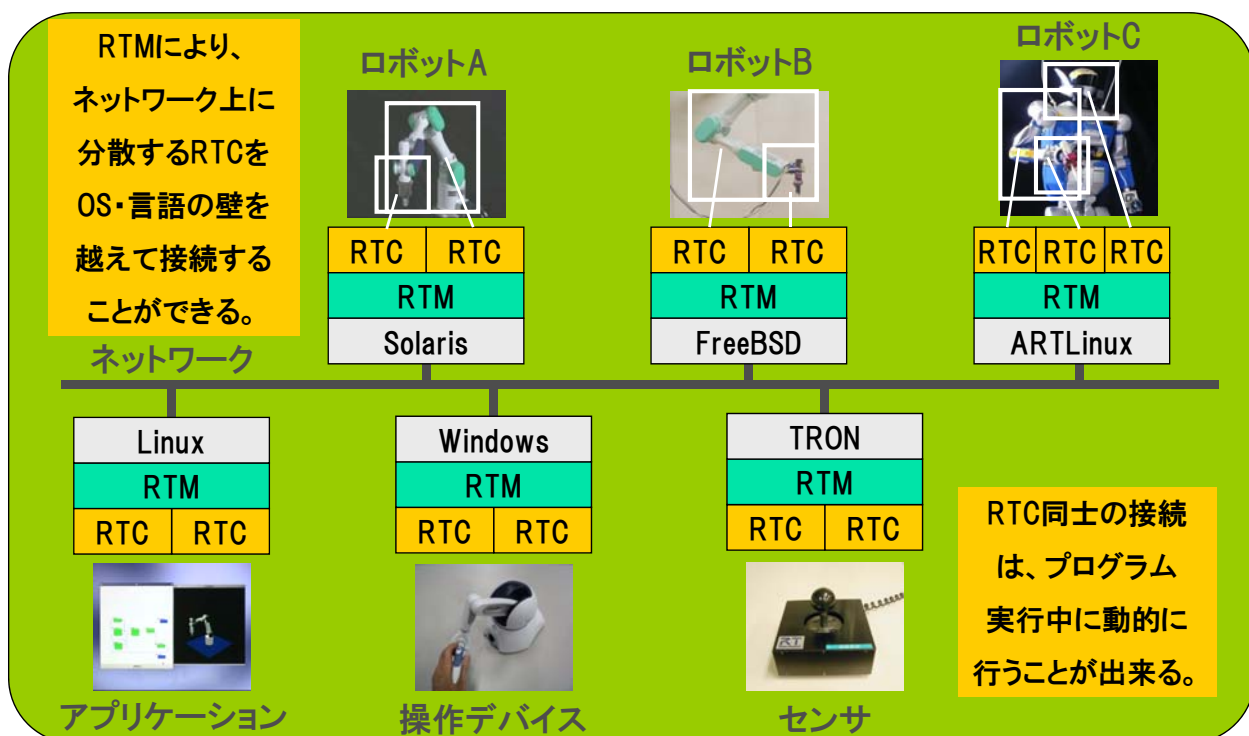 RTMにより、
ネットワーク上に
分散するRTCを
OS・言語の壁を
越えて接続する
ことができる。
ロボットA
ロボットB
ロボットC
RTC RTC
RTM
Solaris
RTC RTC
RTM
FreeBSD
RTC RTC RTC
RTM
ARTLinux
ネットワーク
Linux
RTM
RTC RTC
アプリケーション
Windows
RTM
RTC RTC
操作デバイス
TRON
RTM
RTC RTC
RT
センサ
RTC同士の接続
は、プログラム
実行中に動的に
行うことが出来る。